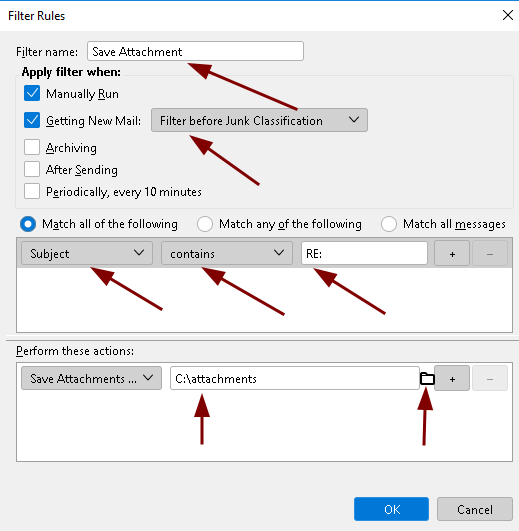 Filter Rules
Filter name: Save Attachment
Apply filter when:
Manually Run
Getting New Mail: Filter before Junk Classification
Archiving
After Sending
Periodically, every 10 minutes
Match all of the following Match any of the following Match all messages
Subject contains RE: + −
Perform these actions:
Save Attachments ... C:\attachments + −
OK Cancel